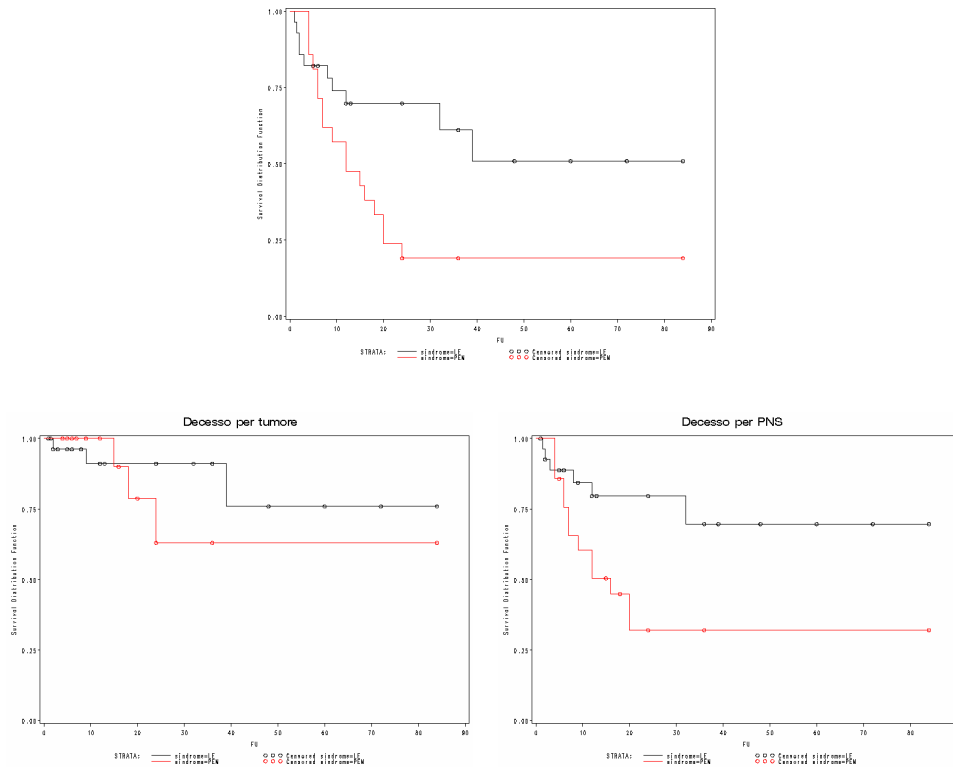 1.00
0.75
0.50
0.25
0.00
Survival Distribution Function
0 10 20 30 40 50 60 70 80 90
FU
STRATA: sindrome=LE Censored sindrome=LE
sindrome=PEM Censored sindrome=PEM
Decesso per tumore
1.00
0.75
0.50
0.25
0.00
Survival Distribution Function
0 10 20 30 40 50 60 70 80 90
FU
STRATA: sindrome=LE Censored sindrome=LE
sindrome=PEM Censored sindrome=PEM
Decesso per PNS
1.00
0.75
0.50
0.25
0.00
Survival Distribution Function
0 10 20 30 40 50 60 70 80
FU
STRATA: sindrome=LE Censored sindrome=LE
sindrome=PEM Censored sindrome=PEM